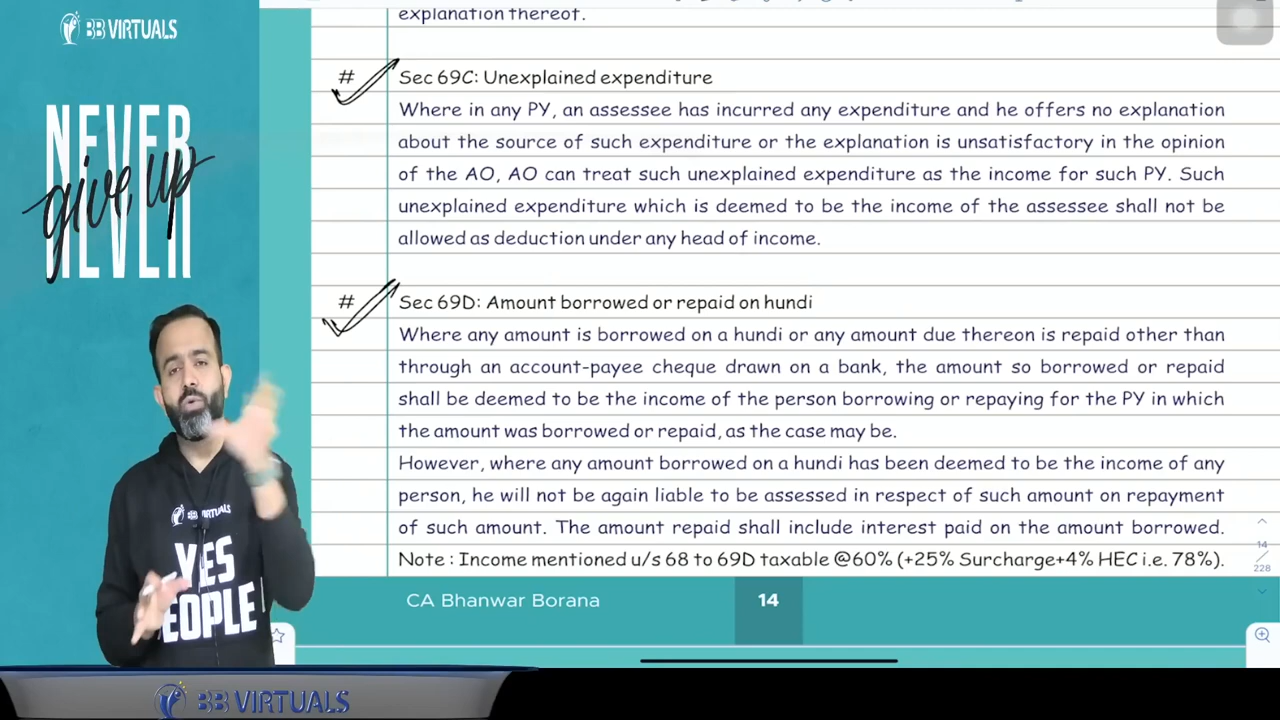 BB VIRTUALS
NEVER
give up
NEVER
explanation thereof.
# Sec 69C: Unexplained expenditure
Where in any PY, an assessee has incurred any expenditure and he offers no explanation
about the source of such expenditure or the explanation is unsatisfactory in the opinion
of the AO, AO can treat such unexplained expenditure as the income for such PY. Such
unexplained expenditure which is deemed to be the income of the assessee shall not be
allowed as deduction under any head of income.
# Sec 69D: Amount borrowed or repaid on hundi
Where any amount is borrowed on a hundi or any amount due thereon is repaid other than
through an account-payee cheque drawn on a bank, the amount so borrowed or repaid
shall be deemed to be the income of the person borrowing or repaying for the PY in which
the amount was borrowed or repaid, as the case may be.
However, where any amount borrowed on a hundi has been deemed to be the income of any
person, he will not be again liable to be assessed in respect of such amount on repayment
of such amount. The amount repaid shall include interest paid on the amount borrowed.
Note : Income mentioned u/s 68 to 69D taxable @60% (+25% Surcharge+4% HEC i.e. 78%).
14
228
CA Bhanwar Borana
14
BB VIRTUALS
YES
PEOPLE
BB VIRTUALS